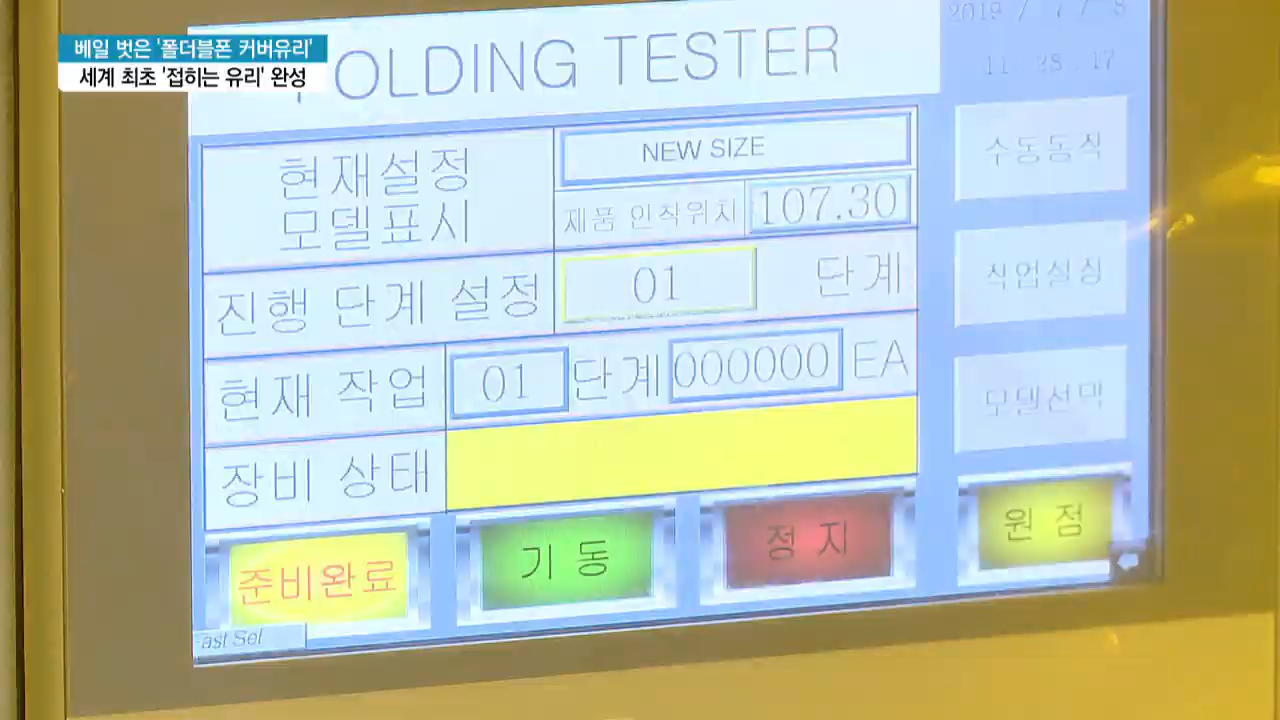 베일 벗은 '폴더블폰 커버유리'
세계 최초 '접히는 유리' 완성
FOLDING TESTER
2019 / 7 / 8
11 : 28 : 17
현재설정
모델표시
NEW SIZE
제품 안착위치 107.30
수동동작
진행 단계 설정 01 단계
작업설정
현재 작업 01 단계 000000 EA
모델선택
장비 상태
준비완료 기 동 정 지 원 점
ast Sel